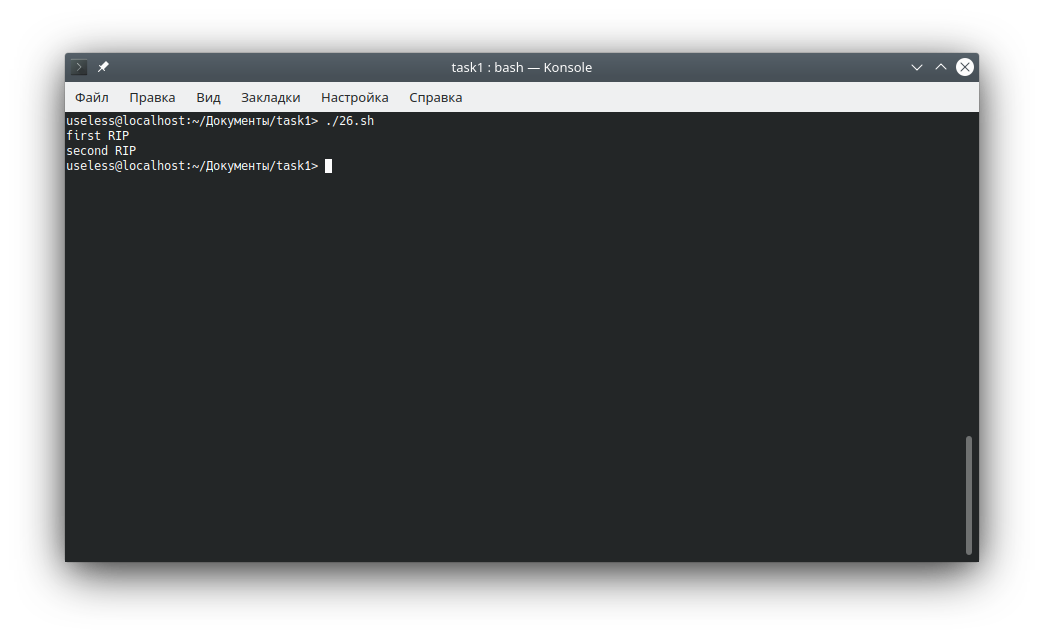 task1 : bash — Konsole
Файл Правка Вид Закладки Настройка Справка
useless@localhost:~/Документы/task1> ./26.sh
first RIP
second RIP
useless@localhost:~/Документы/task1>